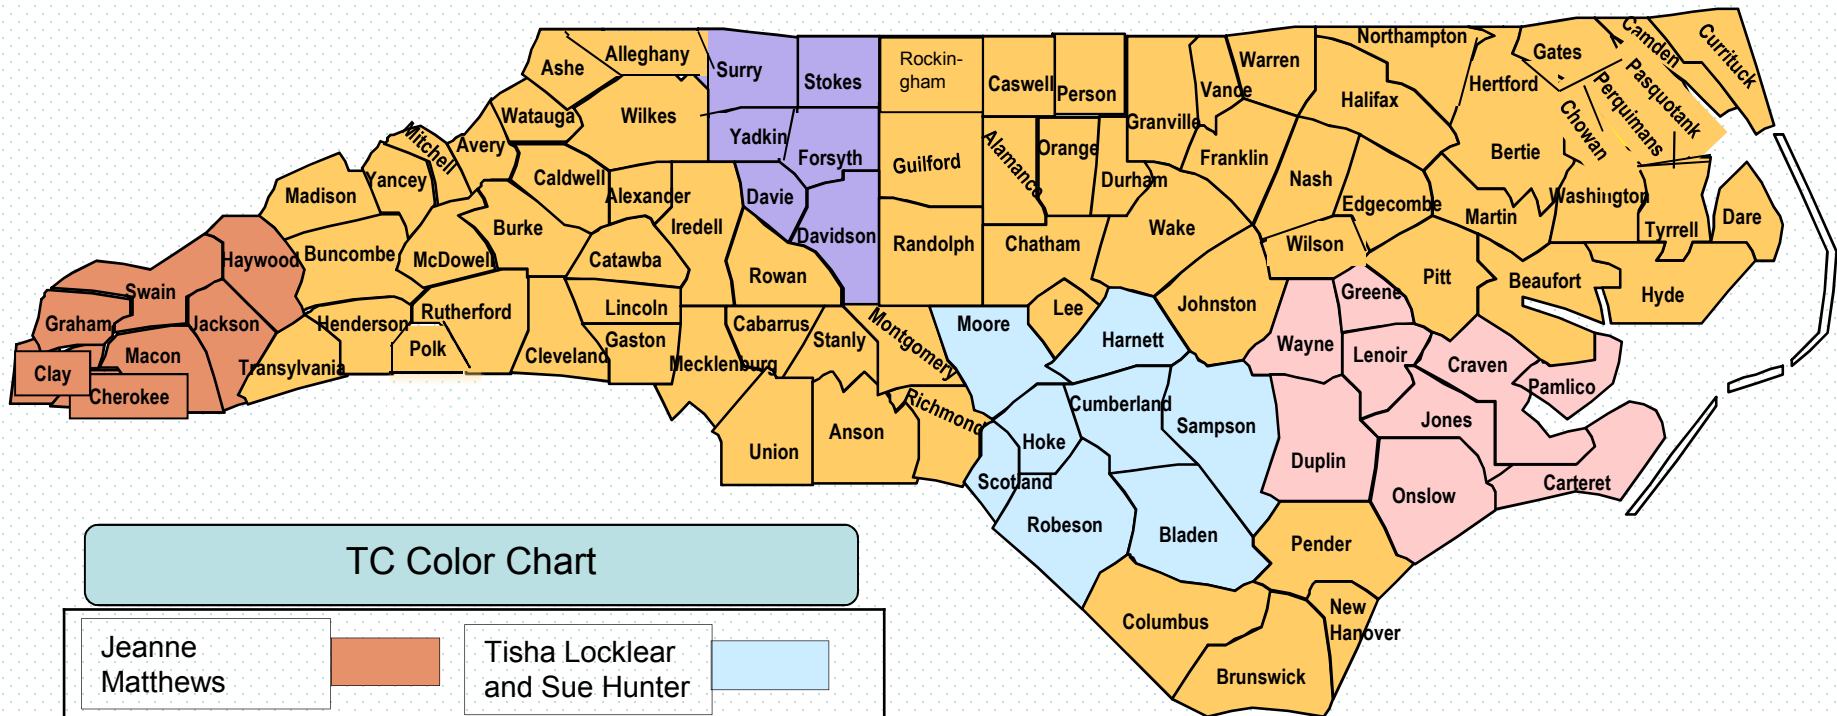 Alleghany
Ashe
Surry
Stokes
Rockin-
gham
Caswell
Person
Granville
Vance
Warren
Northampton
Halifax
Hertford
Gates
Camden
Currituck
Pasquotank
Perquimans
Chowan
Bertie
Watauga
Wilkes
Yadkin
Forsyth
Guilford
Alamance
Orange
Durham
Franklin
Nash
Edgecombe
Martin
Washington
Tyrrell
Dare
Mitchell
Avery
Yancey
Madison
Caldwell
Alexander
Iredell
Davie
Davidson
Randolph
Chatham
Wake
Wilson
Pitt
Beaufort
Hyde
Haywood
Buncombe
McDowell
Burke
Catawba
Rowan
Lee
Johnston
Greene
Swain
Graham
Jackson
Macon
Clay
Cherokee
Transylvania
Henderson
Polk
Rutherford
Cleveland
Lincoln
Gaston
Mecklenburg
Cabarrus
Stanly
Montgomery
Moore
Harnett
Wayne
Lenoir
Craven
Pamlico
Jones
Union
Anson
Richmond
Scotland
Hoke
Cumberland
Sampson
Duplin
Onslow
Carteret
Robeson
Bladen
Pender
Columbus
Brunswick
New
Hanover
TC Color Chart
Jeanne
Matthews
Tisha Locklear
and Sue Hunter